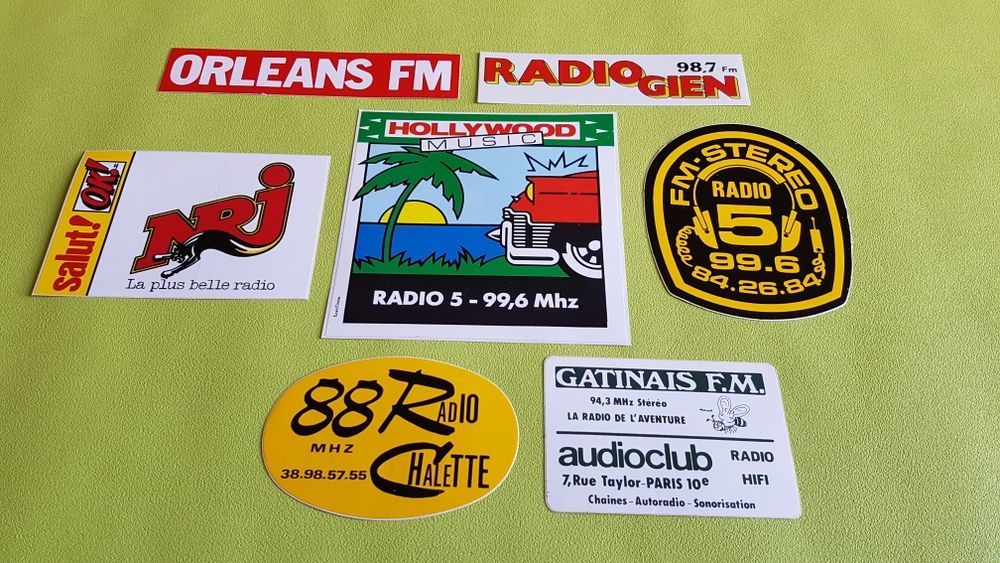 ORLEANS FM
RADIO GIEN
98,7 Fm
salut! OK!
NRJ
La plus belle radio
HOLLYWOOD
MUSIC
RADIO 5 - 99,6 Mhz
FM-STEREO
RADIO
5
99.6
84.26.84
88 RADIO
MHZ
38.98.57.55
CHALETTE
GATINAIS F.M.
94,3 MHz Stéréo
LA RADIO DE L'AVENTURE
audioclub RADIO
7, Rue Taylor - PARIS 10e HIFI
Chaines - Autoradio - Sonorisation